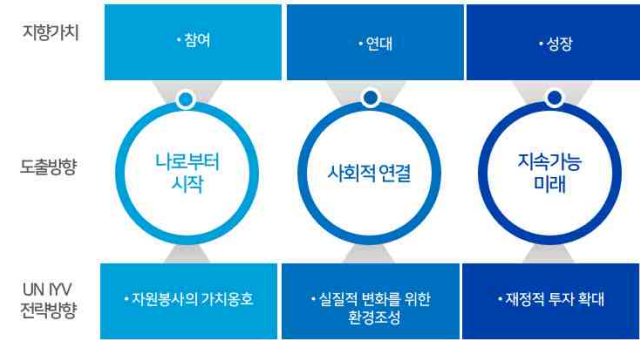 지향가치
• 참여
• 연대
• 성장
도출방향
나로부터
시작
사회적 연결
지속가능
미래
UN IYV
전략방향
• 자원봉사의 가치옹호
• 실질적 변화를 위한
환경조성
• 재정적 투자 확대